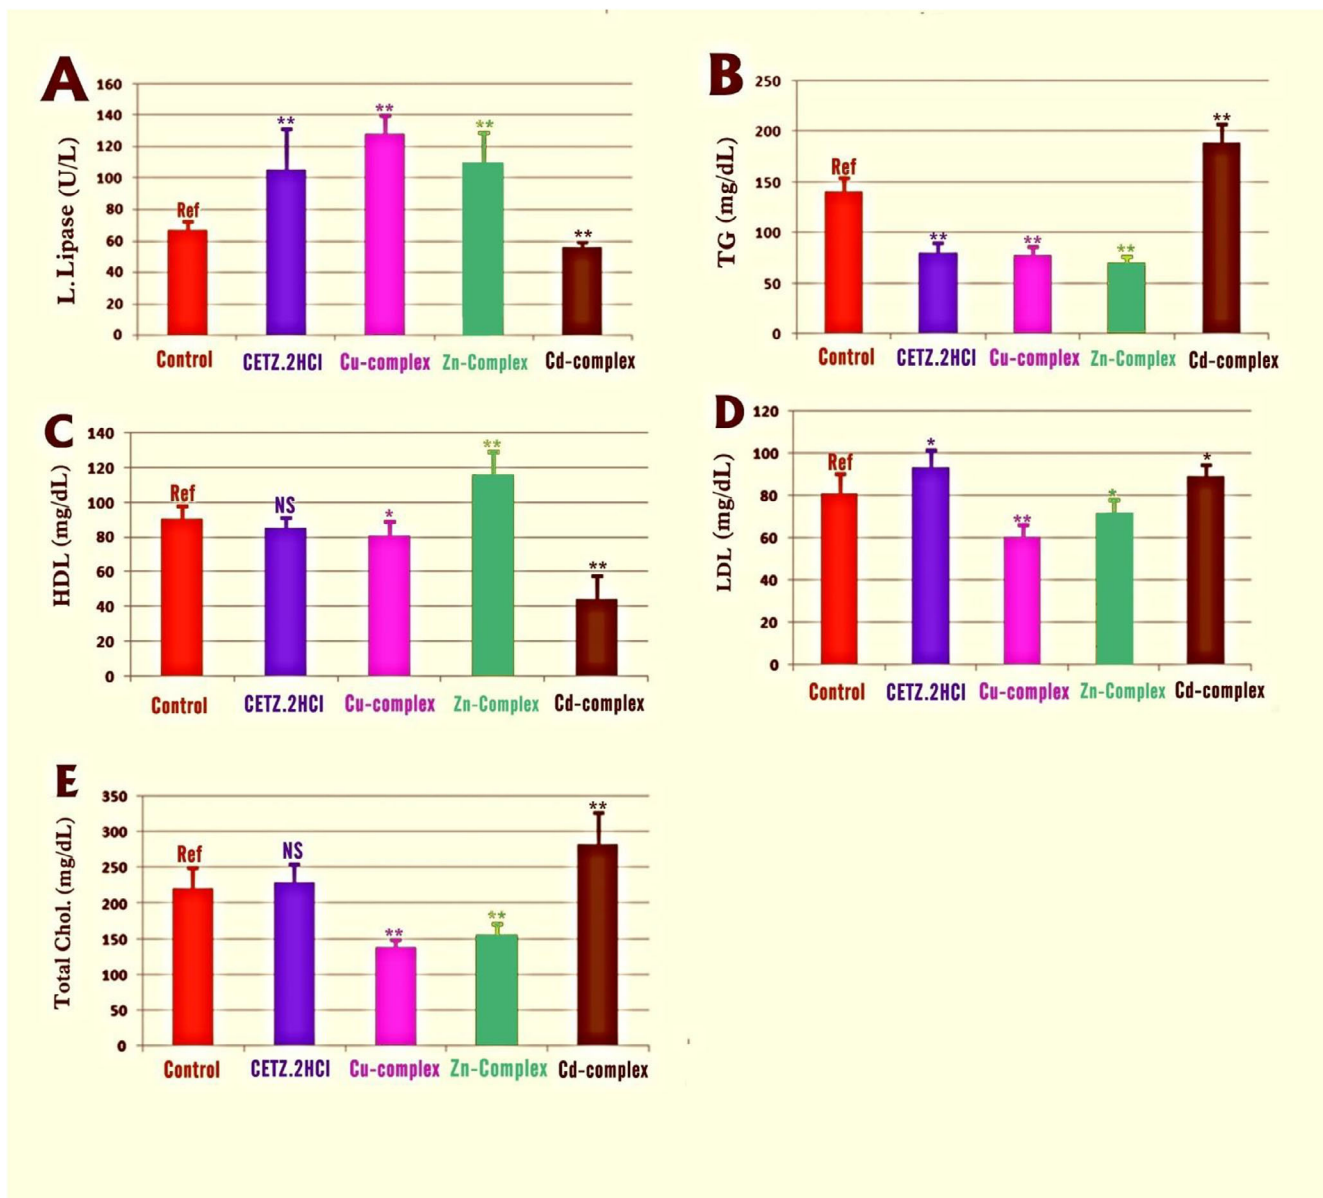 A
L. Lipase (U/L)
160
140
120
100
80
60
40
20
0
Ref
**
**
**
**
Control CETZ.2HCl Cu-complex Zn-Complex Cd-complex
B
TG (mg/dL)
250
200
150
100
50
0
Ref
**
**
**
**
Control CETZ.2HCl Cu-complex Zn-Complex Cd-complex
C
HDL (mg/dL)
140
120
100
80
60
40
20
0
Ref
NS
*
**
**
Control CETZ.2HCl Cu-complex Zn-Complex Cd-complex
D
LDL (mg/dL)
120
100
80
60
40
20
0
Ref
*
**
*
*
Control CETZ.2HCl Cu-complex Zn-Complex Cd-complex
E
Total Chol. (mg/dL)
350
300
250
200
150
100
50
0
Ref
NS
**
**
**
Control CETZ.2HCl Cu-complex Zn-Complex Cd-complex